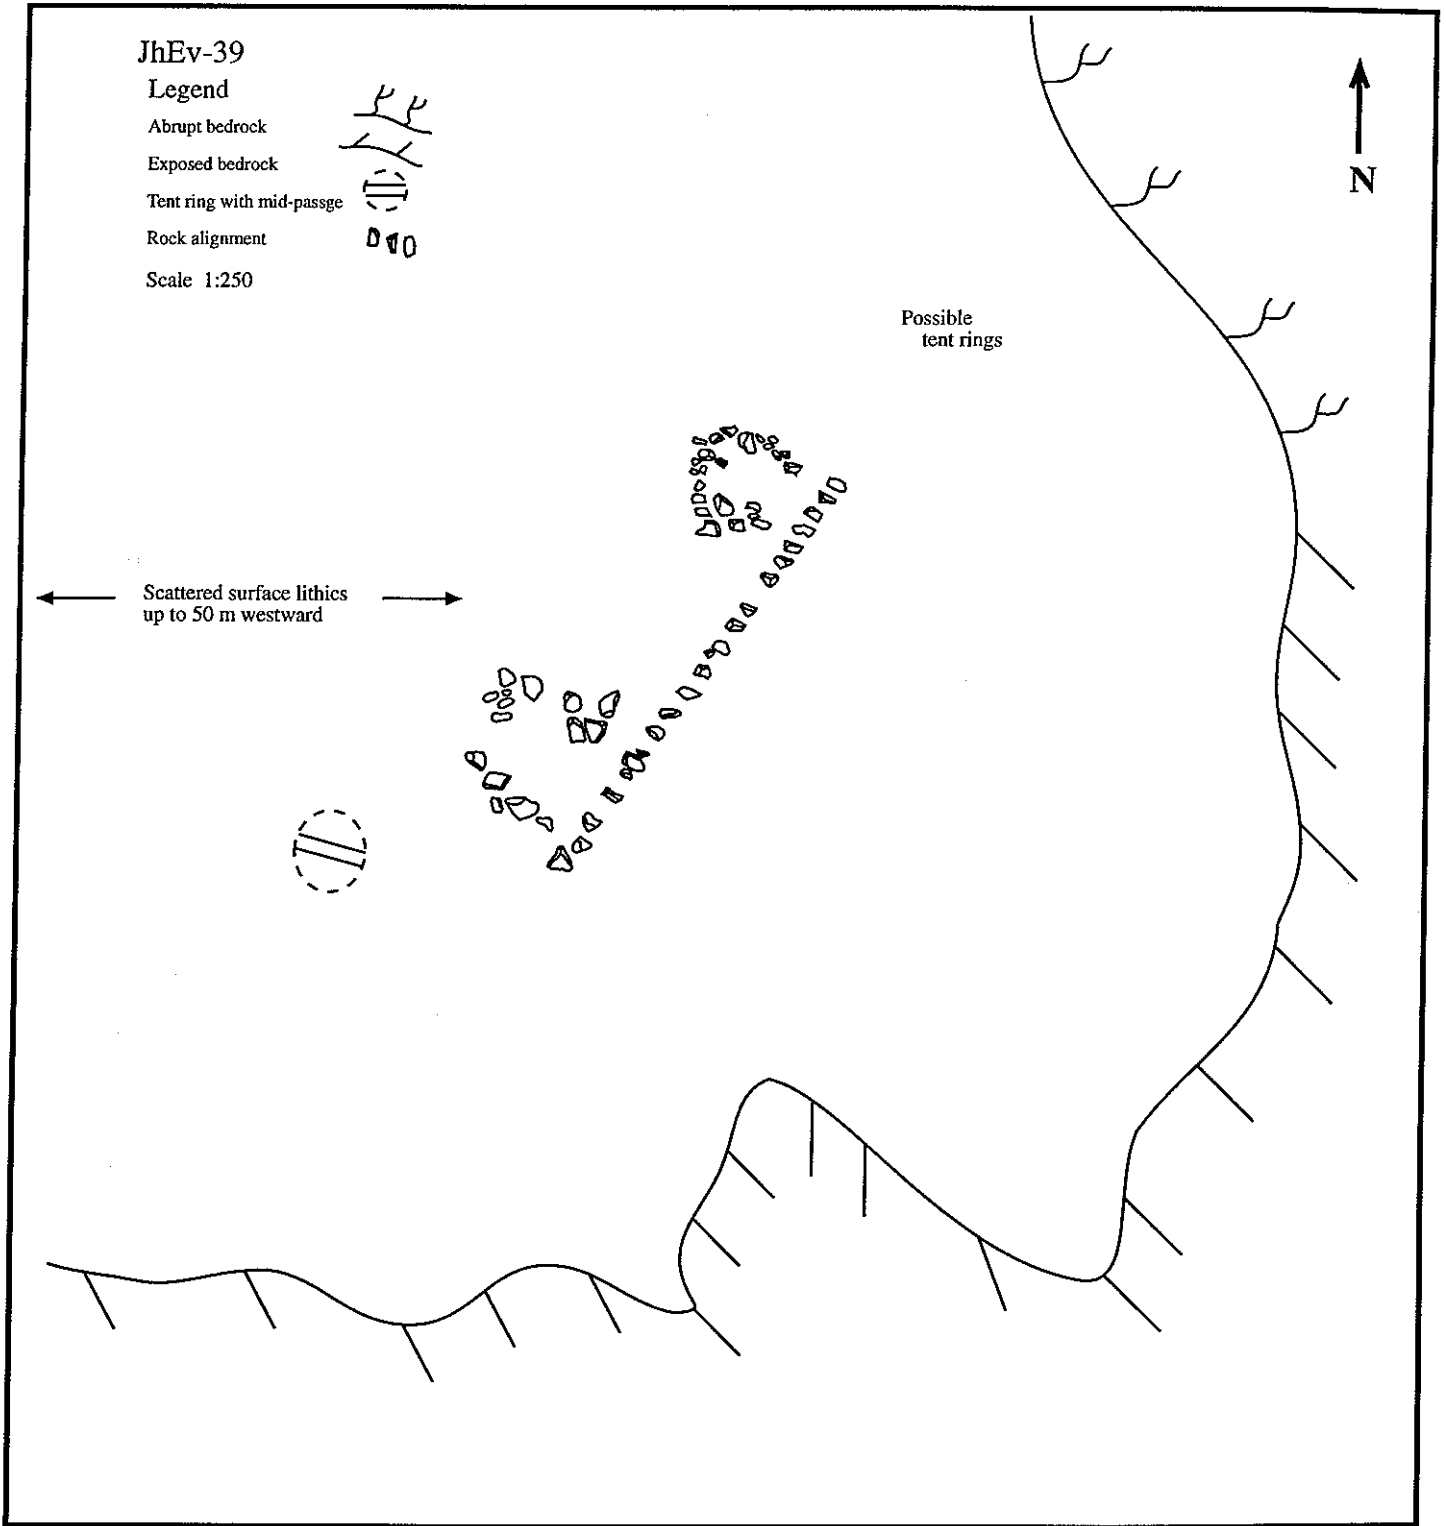 JhEv-39
Legend
Abrupt bedrock
Exposed bedrock
Tent ring with mid-passge
Rock alignment
Scale 1:250
N
Possible
tent rings
Scattered surface lithics
up to 50 m westward